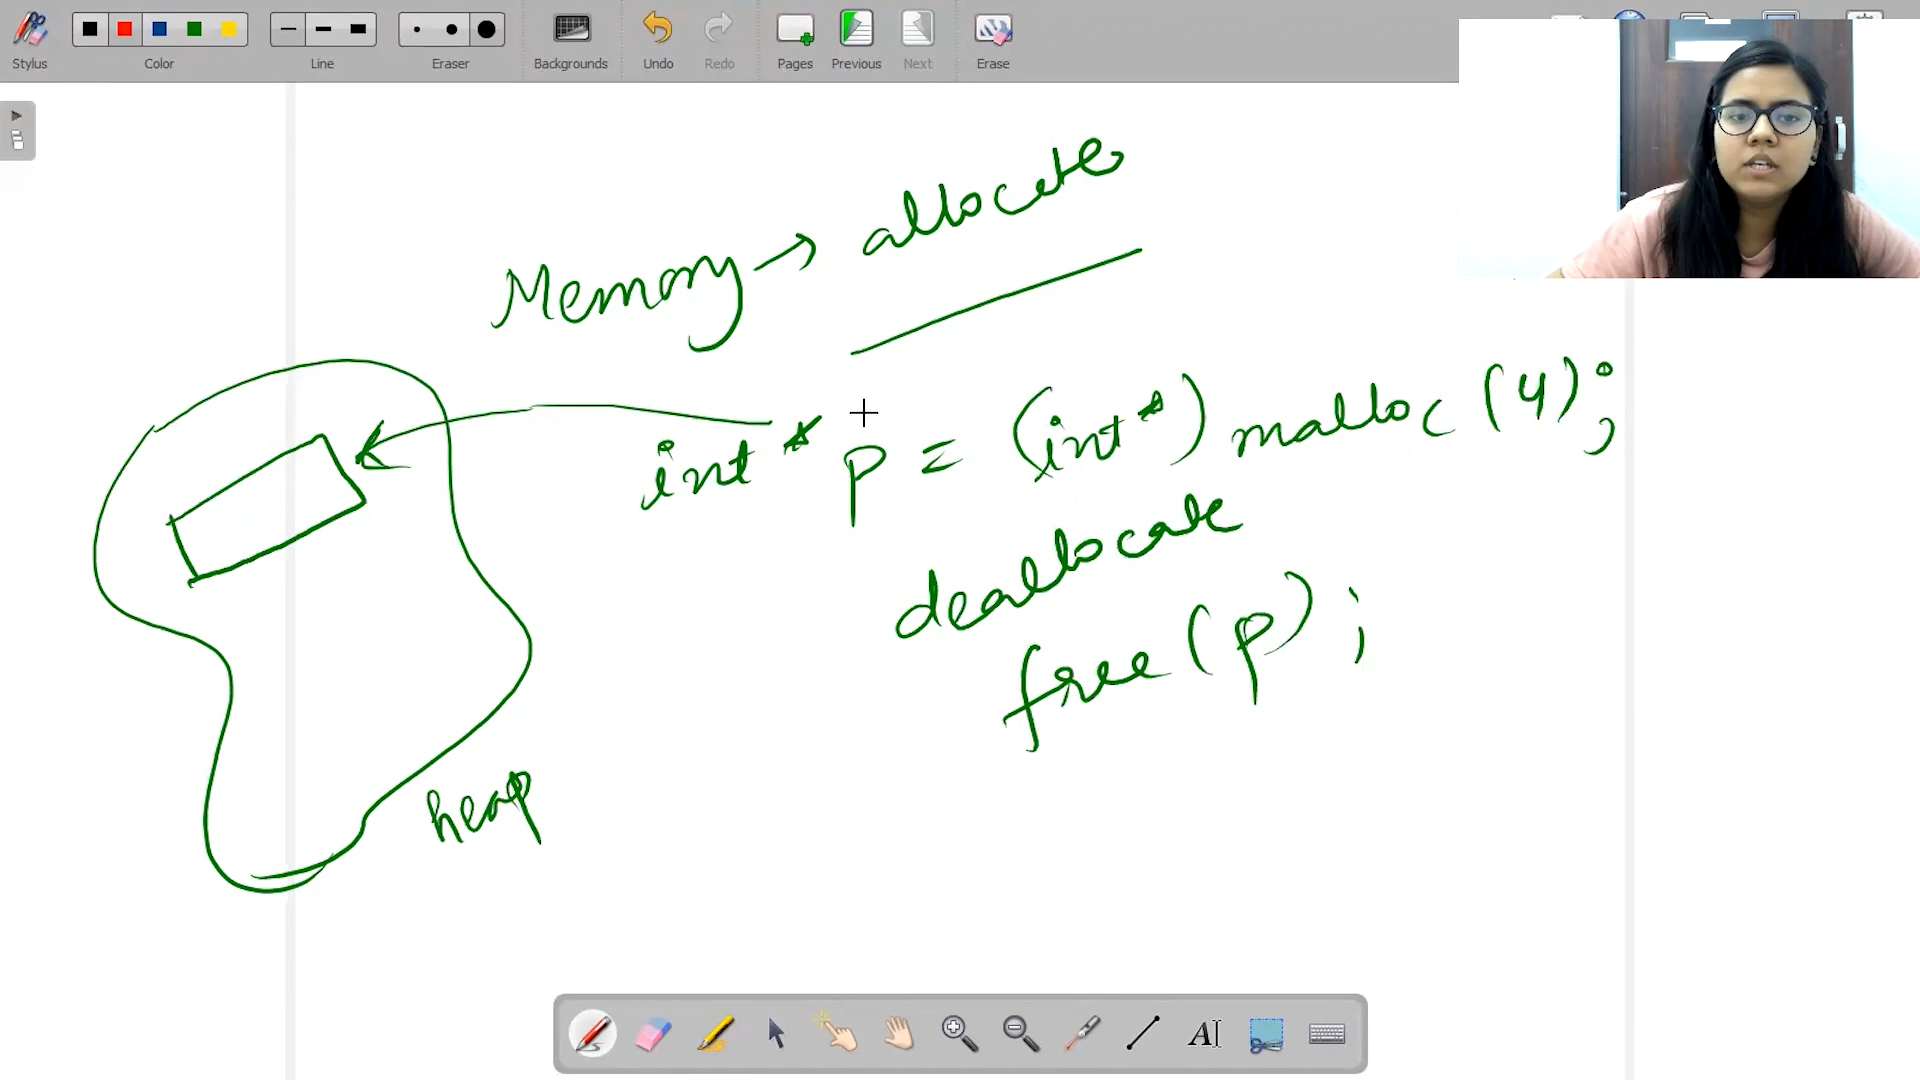 Stylus Color Line Eraser Backgrounds Undo Redo Pages Previous Next Erase
Memory → allocate
int * p = (int *) malloc (4);
deallocate
free(p);
heap
AI